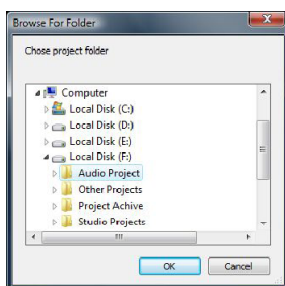 Browse For Folder
Chose project folder
Computer
Local Disk (C:)
Local Disk (D:)
Local Disk (E:)
Local Disk (F:)
Audio Project
Other Projects
Project Achive
Studio Projects
OK
Cancel